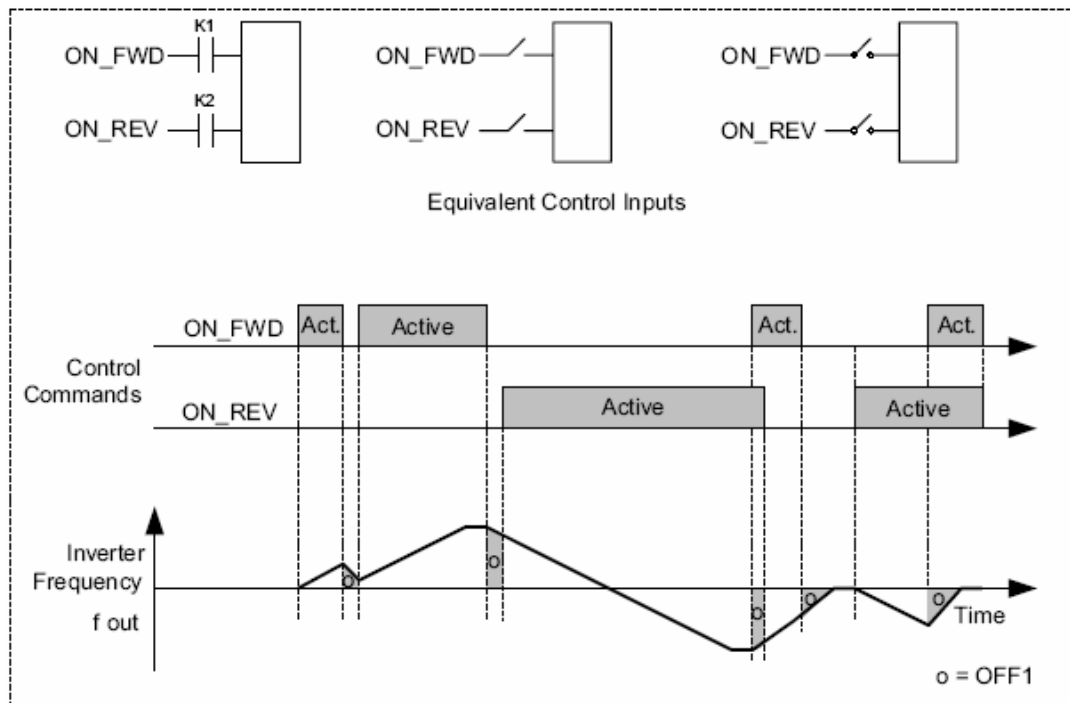 K1
ON_FWD
ON_FWD
ON_FWD
K2
ON_REV
ON_REV
ON_REV
Equivalent Control Inputs
ON_FWD
Act.
Active
Act.
Act.
Control
Commands
ON_REV
Active
Active
Inverter
Frequency
f out
o
o
o
o
o
Time
o = OFF1